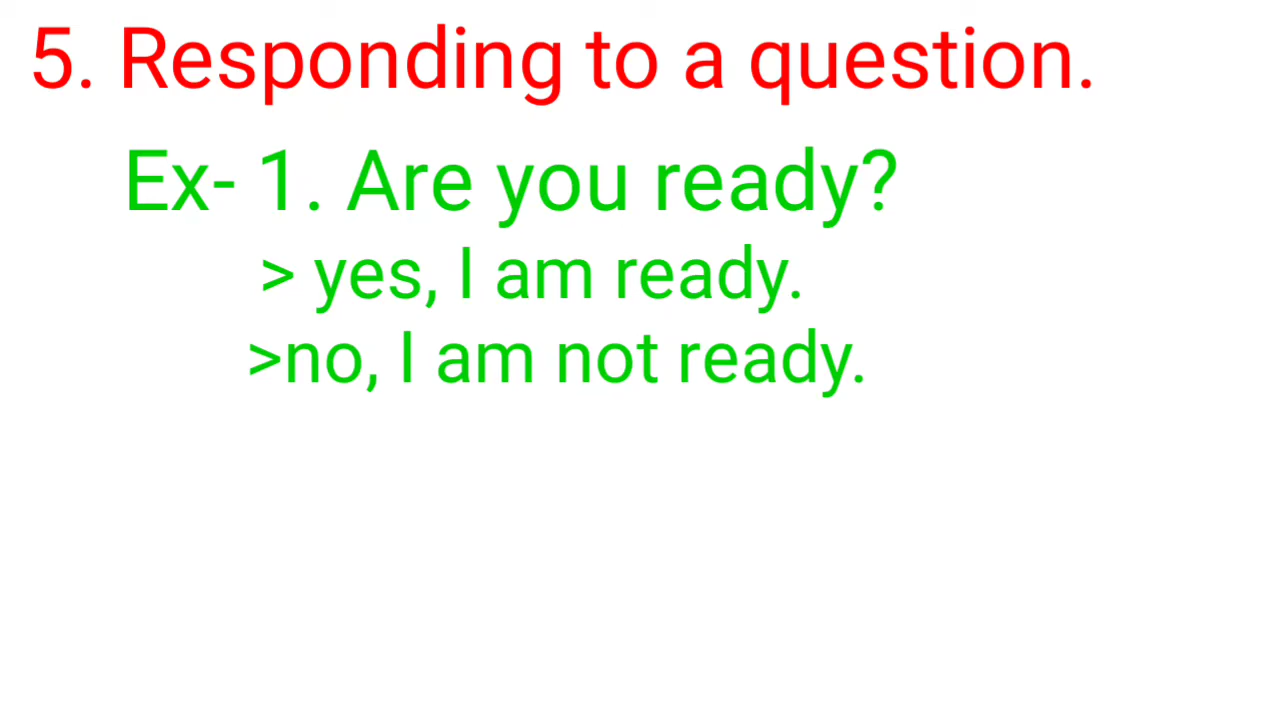 5. Responding to a question.
Ex- 1. Are you ready?
> yes, I am ready.
>no, I am not ready.